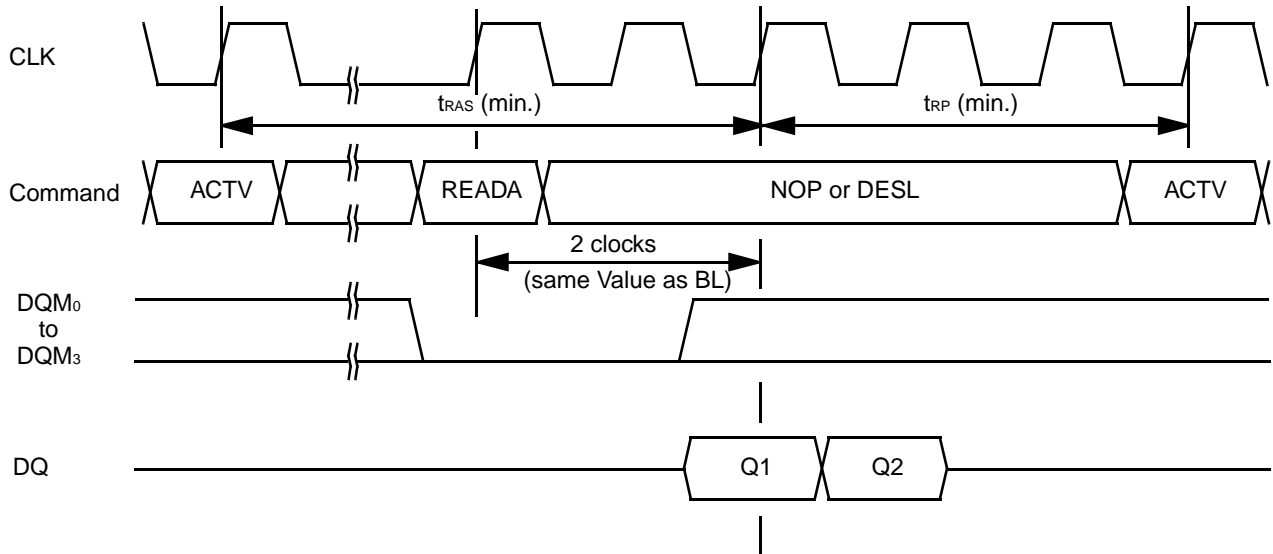 CLK
tRAS (min.)
tRP (min.)
Command
ACTV
READA
NOP or DESL
ACTV
2 clocks
(same Value as BL)
DQM0
to
DQM3
DQ
Q1
Q2